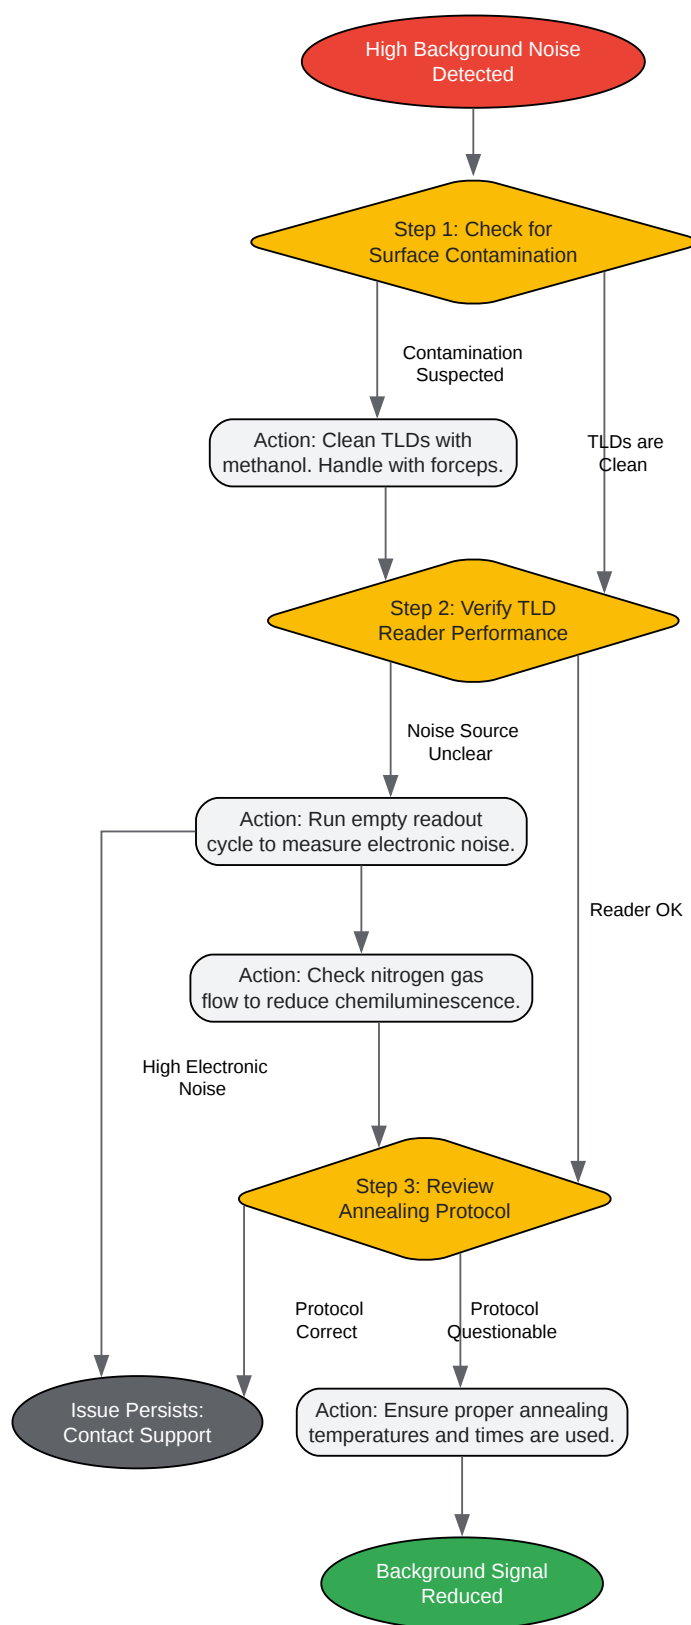 High Background Noise
Detected
Step 1: Check for
Surface Contamination
Contamination
Suspected
Action: Clean TLDs with
methanol. Handle with forceps.
TLDs are
Clean
Step 2: Verify TLD
Reader Performance
Noise Source
Unclear
Action: Run empty readout
cycle to measure electronic noise.
Reader OK
Action: Check nitrogen gas
flow to reduce chemiluminescence.
High Electronic
Noise
Step 3: Review
Annealing Protocol
Protocol
Correct
Protocol
Questionable
Issue Persists:
Contact Support
Action: Ensure proper annealing
temperatures and times are used.
Background Signal
Reduced